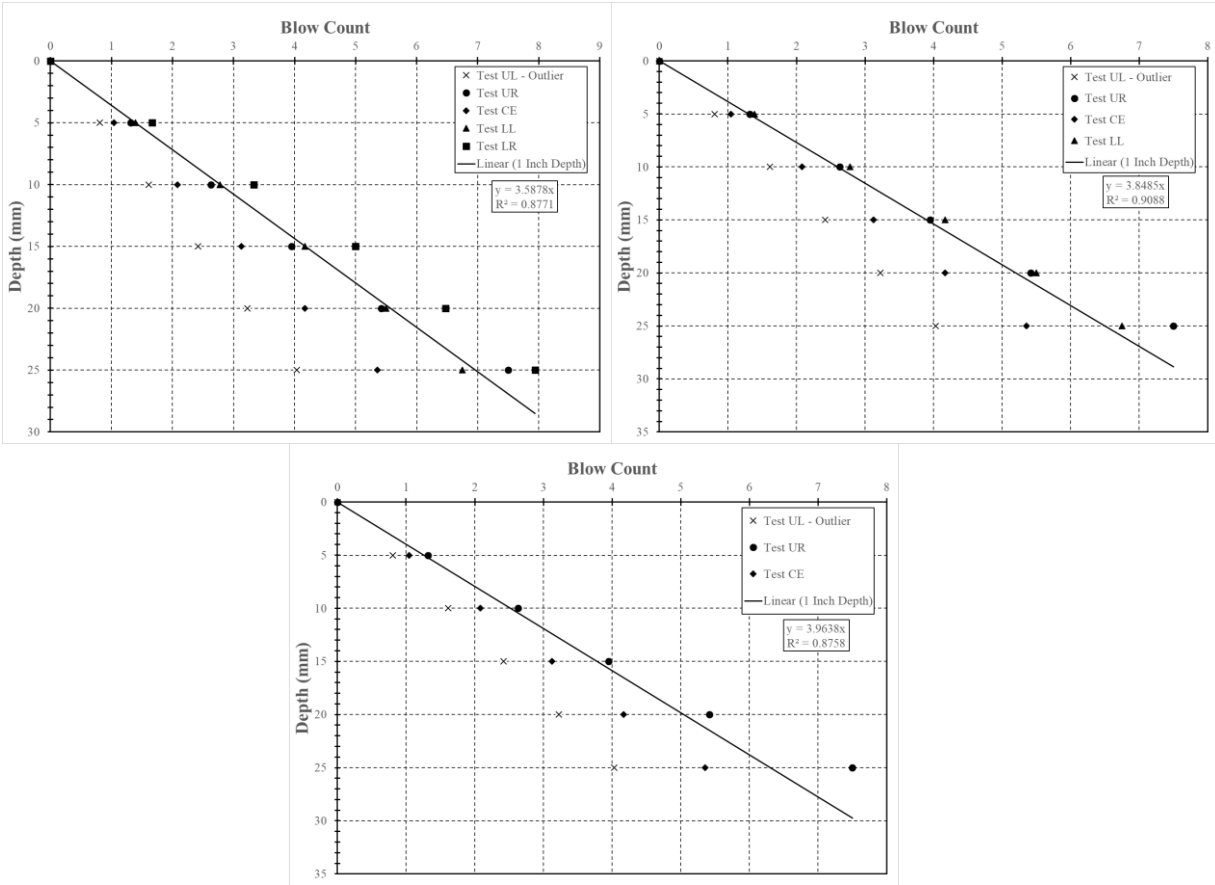 Blow Count
0 1 2 3 4 5 6 7 8 9
0
5
10
15
20
25
30
Depth (mm)
Test UL - Outlier
Test UR
Test CE
Test LL
Test LR
Linear (1 Inch Depth)
y = 3.5878x
R² = 0.8771
Blow Count
0 1 2 3 4 5 6 7 8
0
5
10
15
20
25
30
35
Depth (mm)
Test UL - Outlier
Test UR
Test CE
Test LL
Linear (1 Inch Depth)
y = 3.8485x
R² = 0.9088
Blow Count
0 1 2 3 4 5 6 7 8
0
5
10
15
20
25
30
35
Depth (mm)
Test UL - Outlier
Test UR
Test CE
Linear (1 Inch Depth)
y = 3.9638x
R² = 0.8758